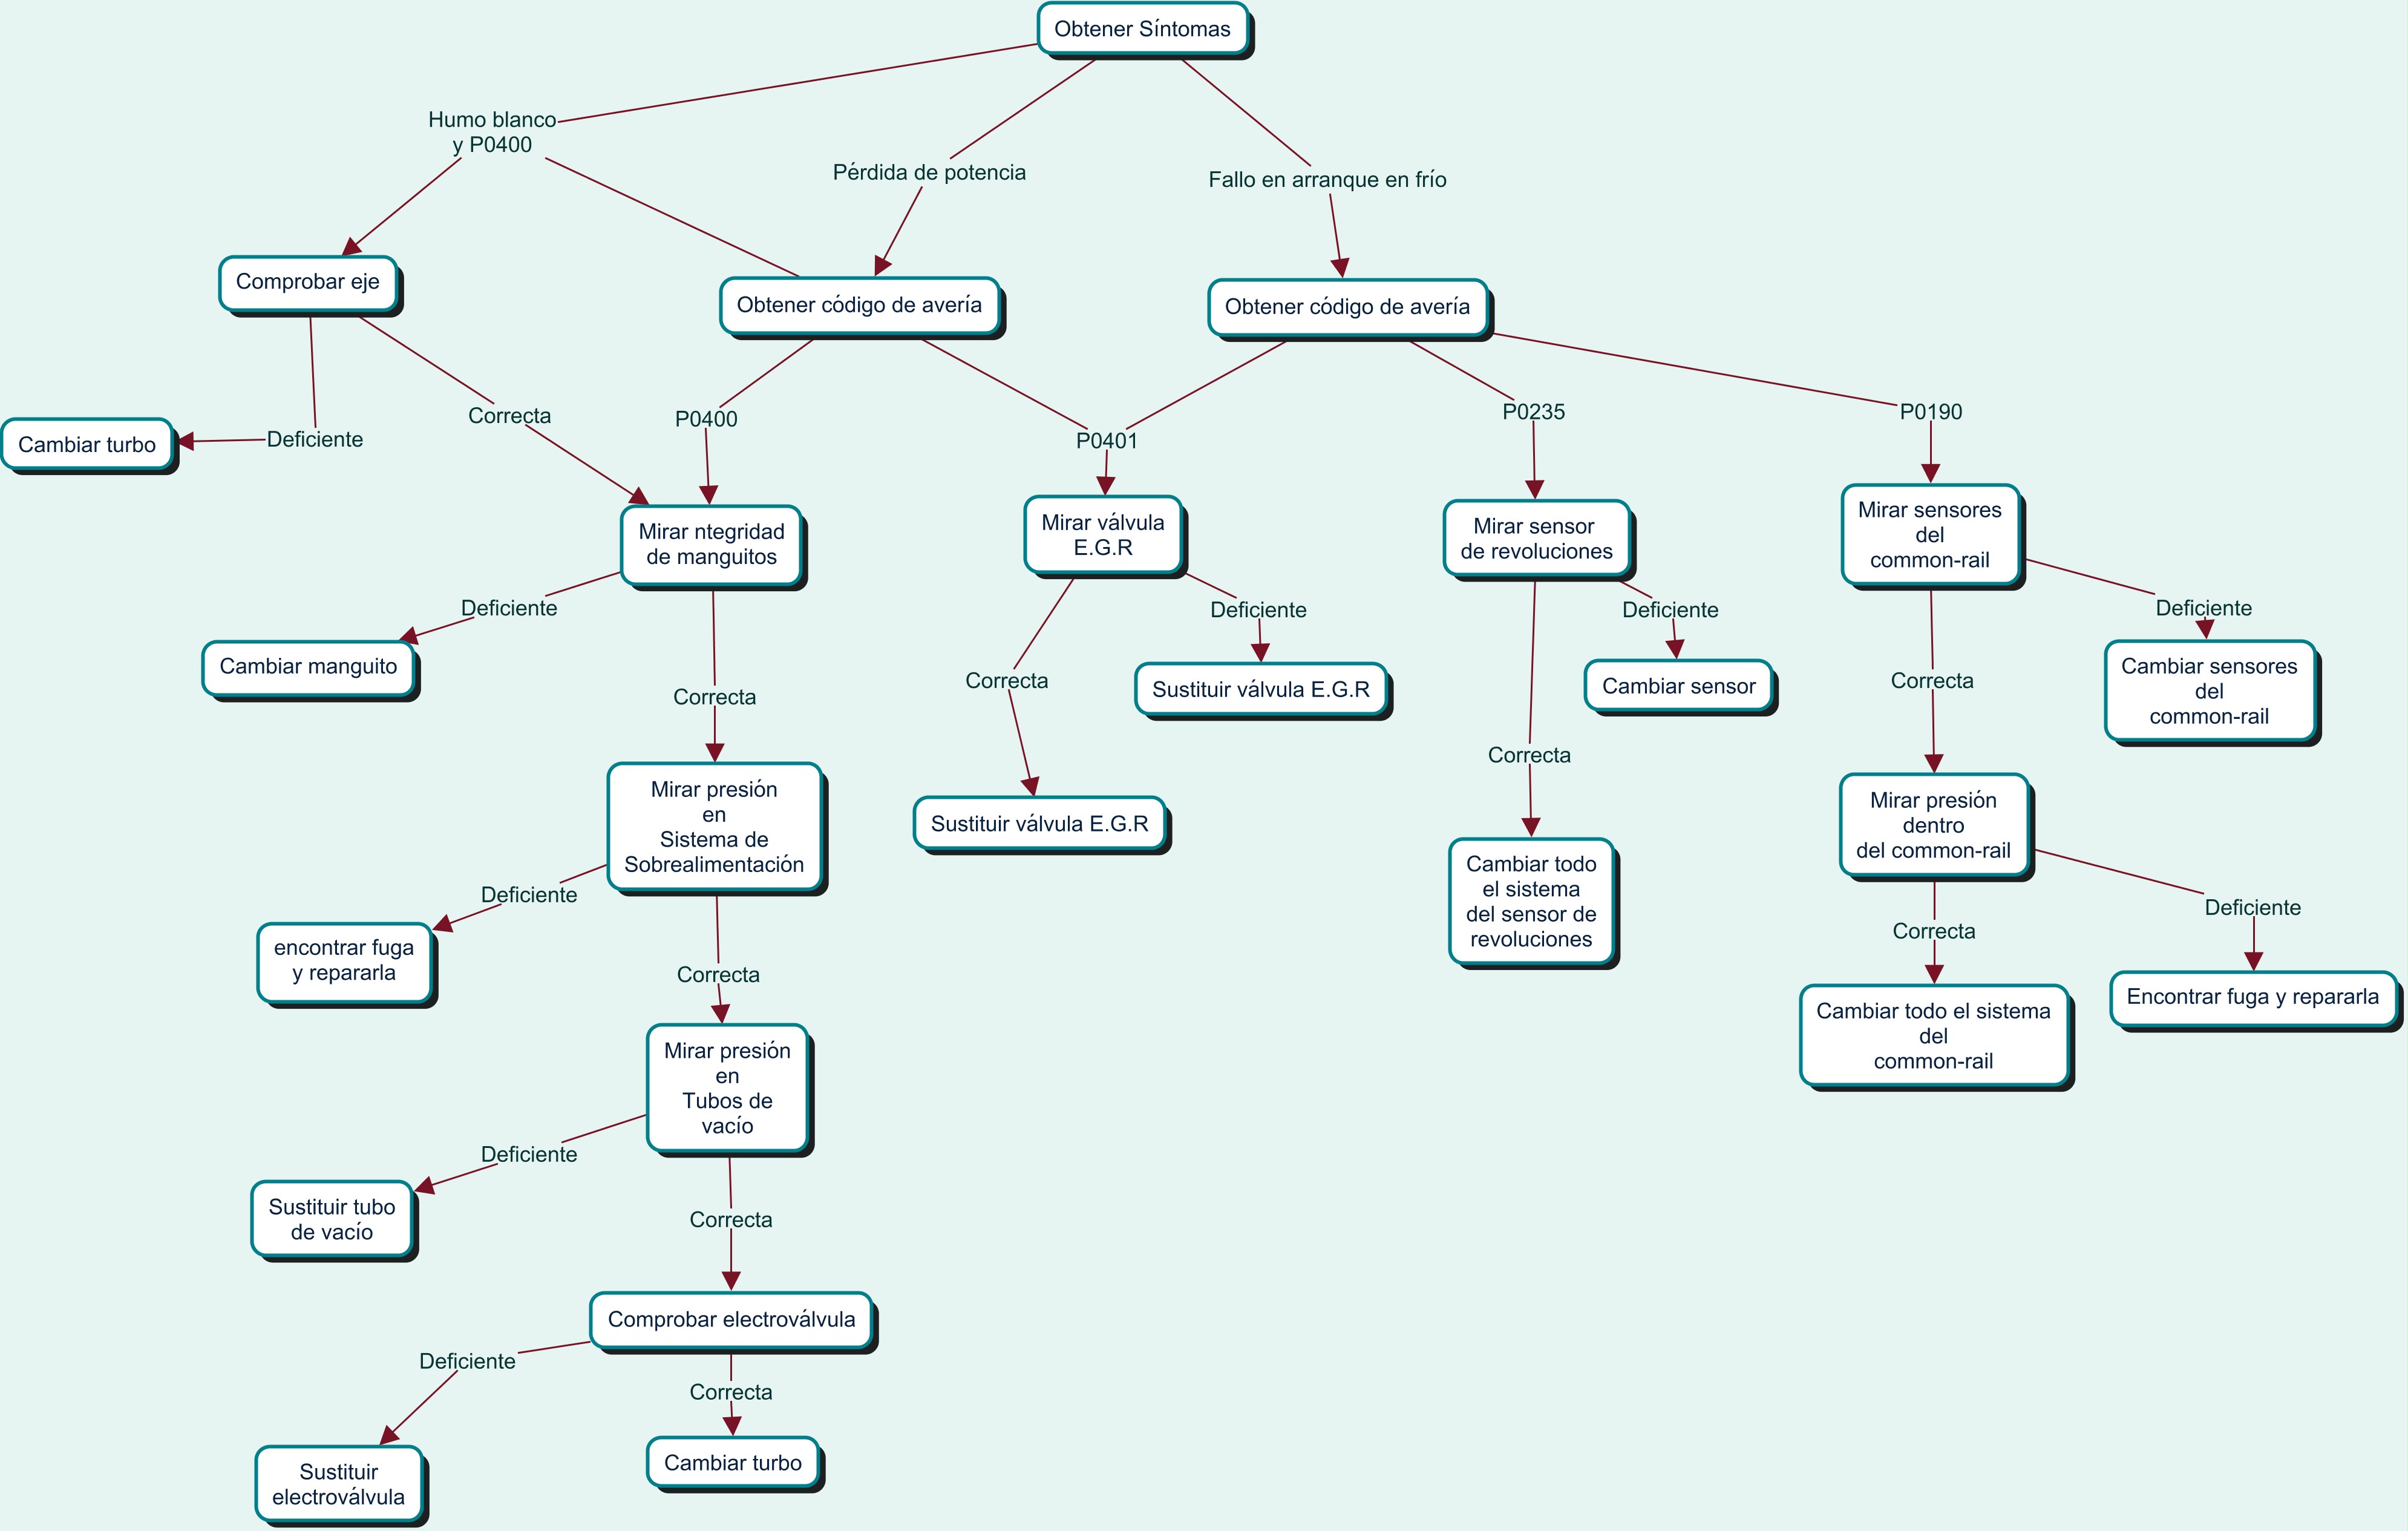 Obtener Síntomas
Humo blanco
y P0400
Pérdida de potencia
Fallo en arranque en frío
Comprobar eje
Obtener código de avería
Obtener código de avería
Cambiar turbo
Deficiente
Correcta
P0400
P0401
P0235
P0190
Mirar ntegridad
de manguitos
Mirar válvula
E.G.R
Mirar sensor
de revoluciones
Mirar sensores
del
common-rail
Deficiente
Deficiente
Deficiente
Deficiente
Cambiar manguito
Correcta
Correcta
Sustituir válvula E.G.R
Correcta
Cambiar sensor
Correcta
Cambiar sensores
del
common-rail
Mirar presión
en
Sistema de
Sobrealimentación
Sustituir válvula E.G.R
Cambiar todo
el sistema
del sensor de
revoluciones
Mirar presión
dentro
del common-rail
Deficiente
Correcta
Deficiente
encontrar fuga
y repararla
Correcta
Cambiar todo el sistema
del
common-rail
Encontrar fuga y repararla
Mirar presión
en
Tubos de
vacío
Deficiente
Sustituir tubo
de vacío
Correcta
Comprobar electroválvula
Deficiente
Correcta
Sustituir
electroválvula
Cambiar turbo